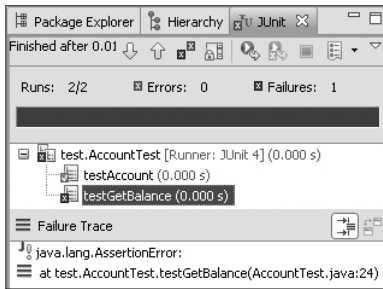 Package Explorer Hierarchy JUnit
Finished after 0.01
Runs: 2/2 Errors: 0 Failures: 1
test.AccountTest [Runner: JUnit 4] (0.000 s)
testAccount (0.000 s)
testGetBalance (0.000 s)
Failure Trace
java.lang.AssertionError:
at test.AccountTest.testGetBalance(AccountTest.java:24)